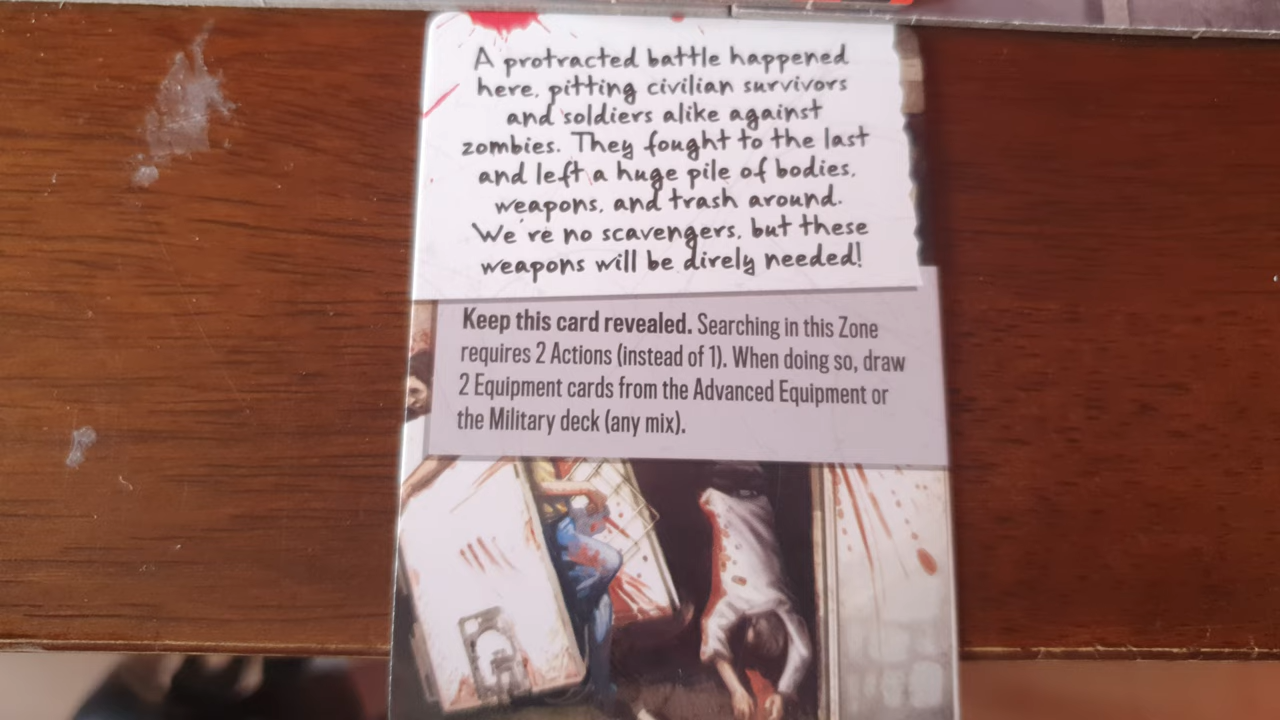 A protracted battle happened
here, pitting civilian survivors
and soldiers alike against
zombies. They fought to the last
and left a huge pile of bodies,
weapons, and trash around.
We're no scavengers, but these
weapons will be direly needed!
Keep this card revealed. Searching in this Zone
requires 2 Actions (instead of 1). When doing so, draw
2 Equipment cards from the Advanced Equipment or
the Military deck (any mix).